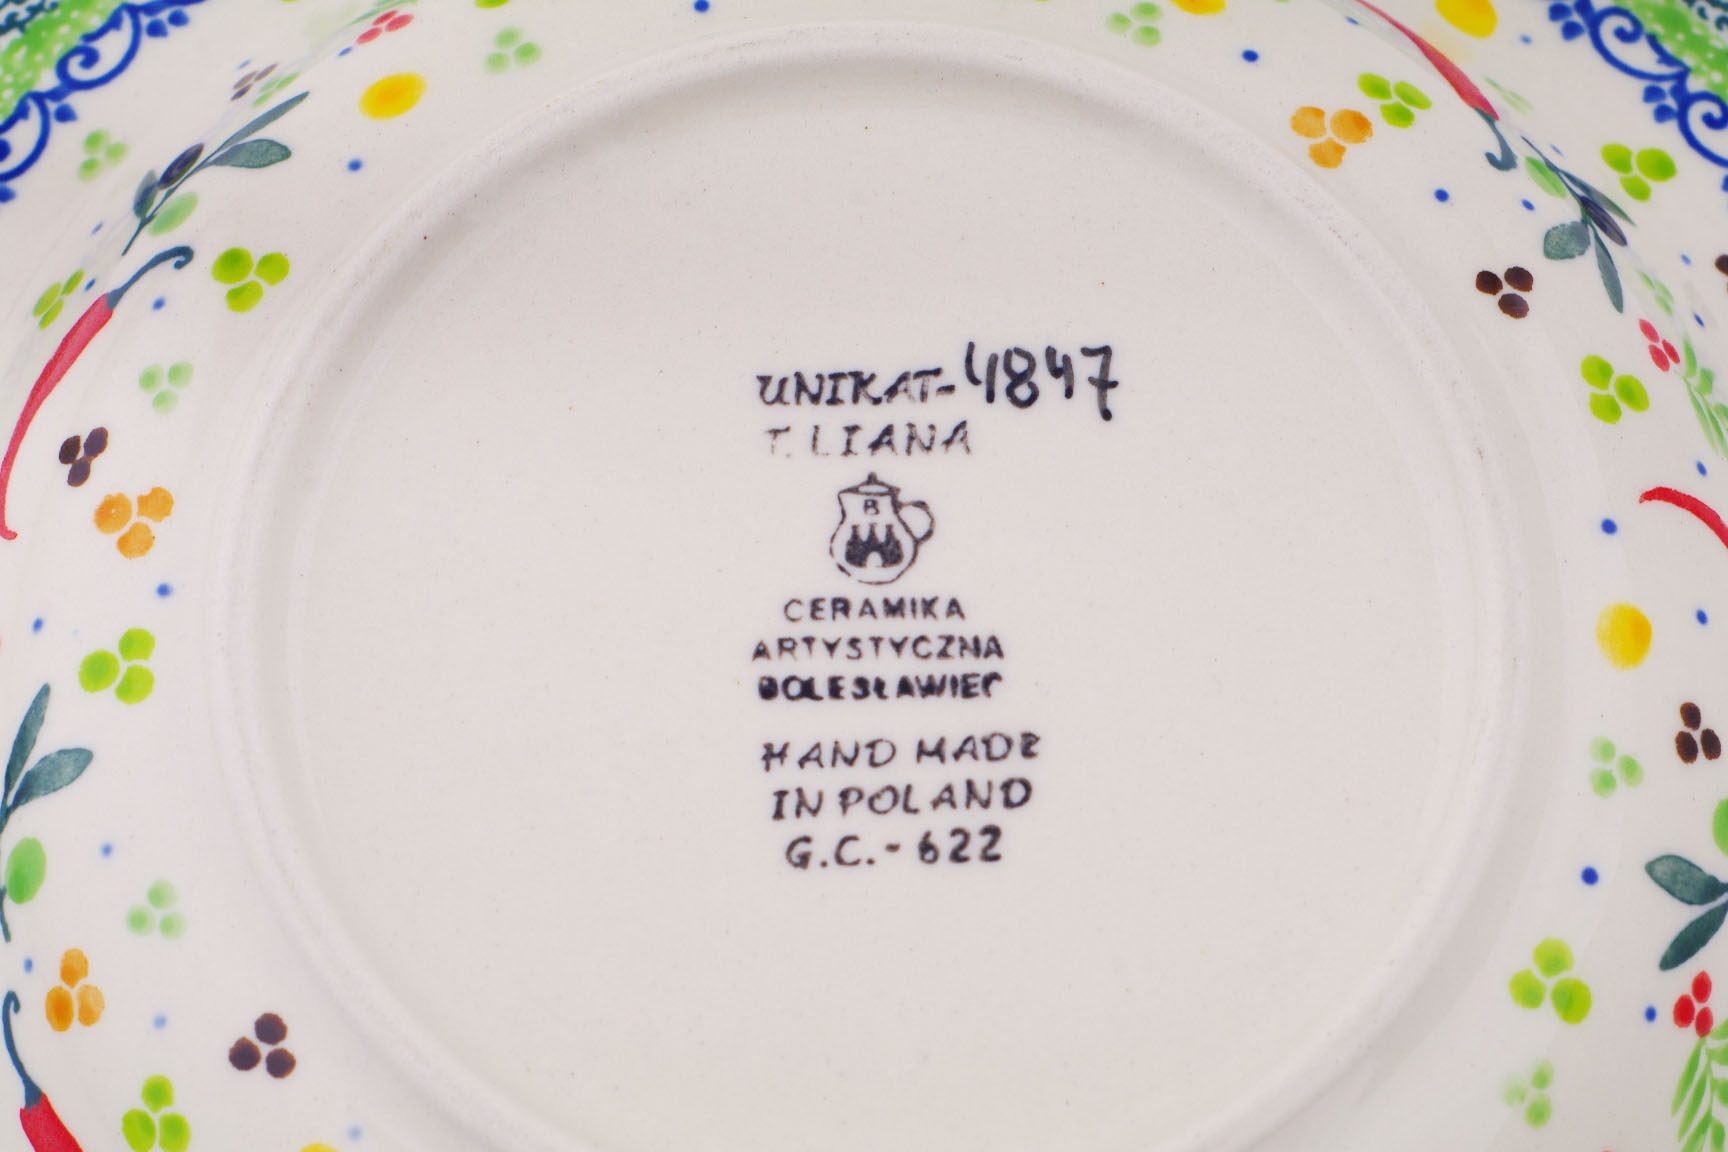 UNIKAT-4847
T. LIANA
B
CERAMIKA
ARTYSTYCZNA
BOLESŁAWIEC
HAND MADE
IN POLAND
G.C.-622